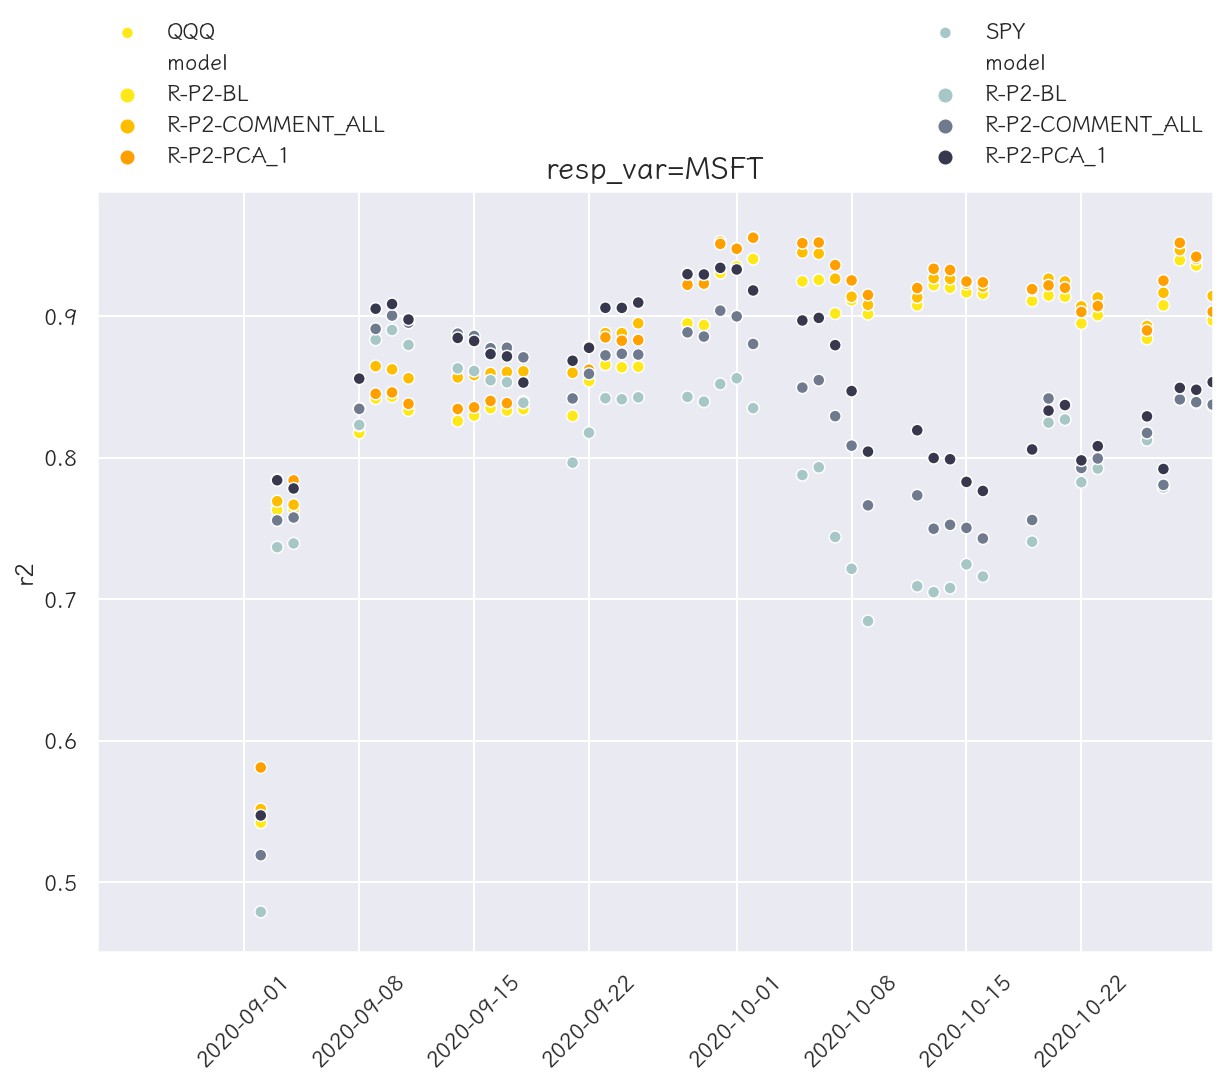 QQQ
model
R-P2-BL
R-P2-COMMENT_ALL
R-P2-PCA_1
SPY
model
R-P2-BL
R-P2-COMMENT_ALL
R-P2-PCA_1
resp_var=MSFT
r2
0.9
0.8
0.7
0.6
0.5
2020-09-01
2020-09-08
2020-09-15
2020-09-22
2020-10-01
2020-10-08
2020-10-15
2020-10-22